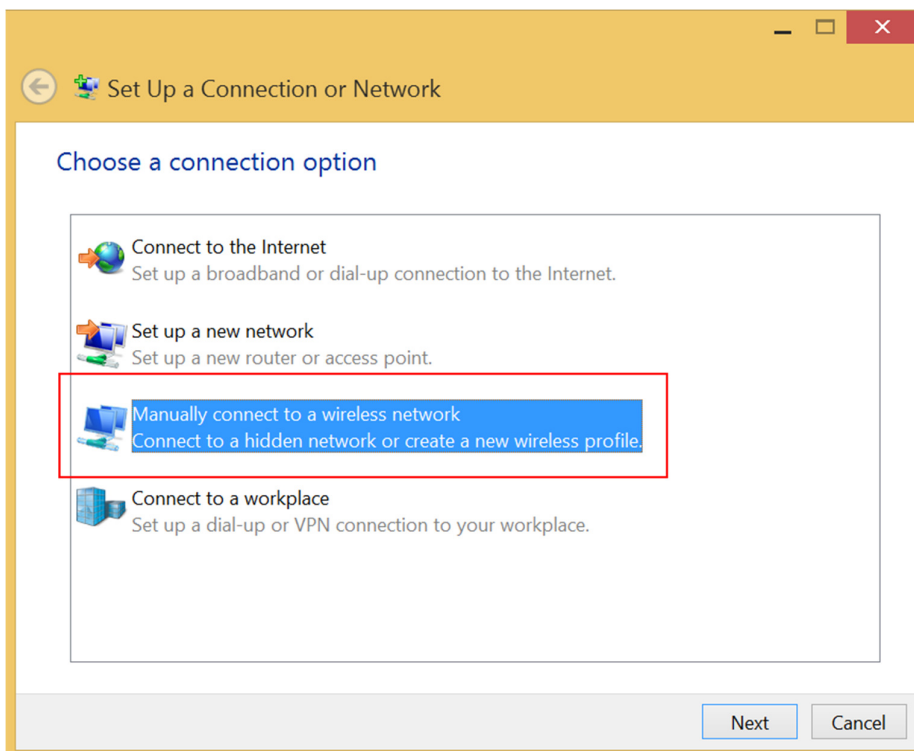 Set Up a Connection or Network
Choose a connection option
Connect to the Internet
Set up a broadband or dial-up connection to the Internet.
Set up a new network
Set up a new router or access point.
Manually connect to a wireless network
Connect to a hidden network or create a new wireless profile.
Connect to a workplace
Set up a dial-up or VPN connection to your workplace.
Next
Cancel